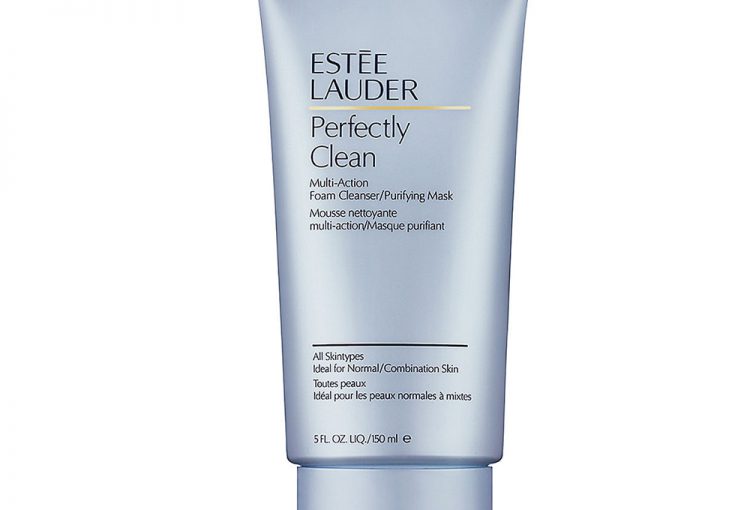 ESTĒE
LAUDER
Perfectly
Clean
Multi-Action
Foam Cleanser/Purifying Mask
Mousse nettoyante
multi-action/Masque purifiant
All Skintypes
Ideal for Normal/Combination Skin
Toutes peaux
Idéal pour les peaux normales à mixtes
5 FL. OZ. LIQ./150 ml ℮